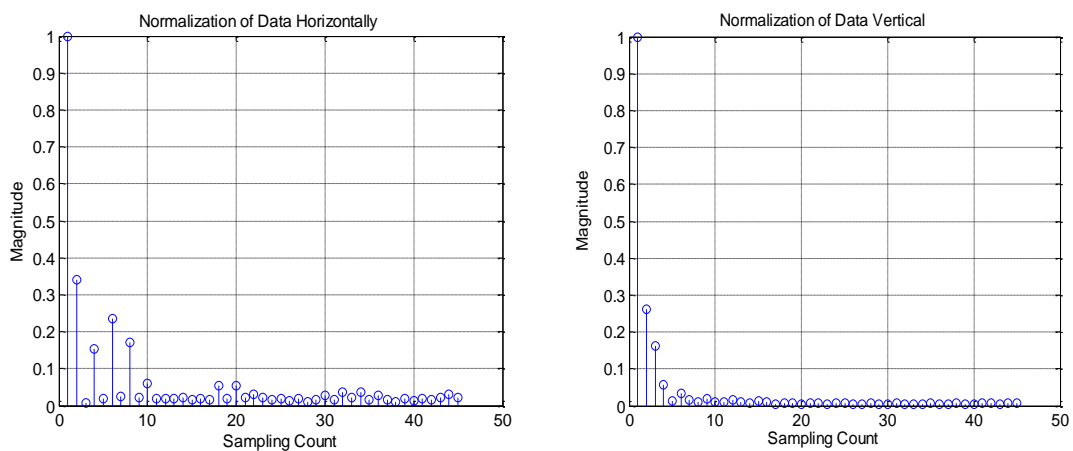 Normalization of Data Horizontally
1
0.9
0.8
0.7
0.6
0.5
0.4
0.3
0.2
0.1
0
Magnitude
0 10 20 30 40 50
Sampling Count
Normalization of Data Vertical
1
0.9
0.8
0.7
0.6
0.5
0.4
0.3
0.2
0.1
0
Magnitude
0 10 20 30 40 50
Sampling Count